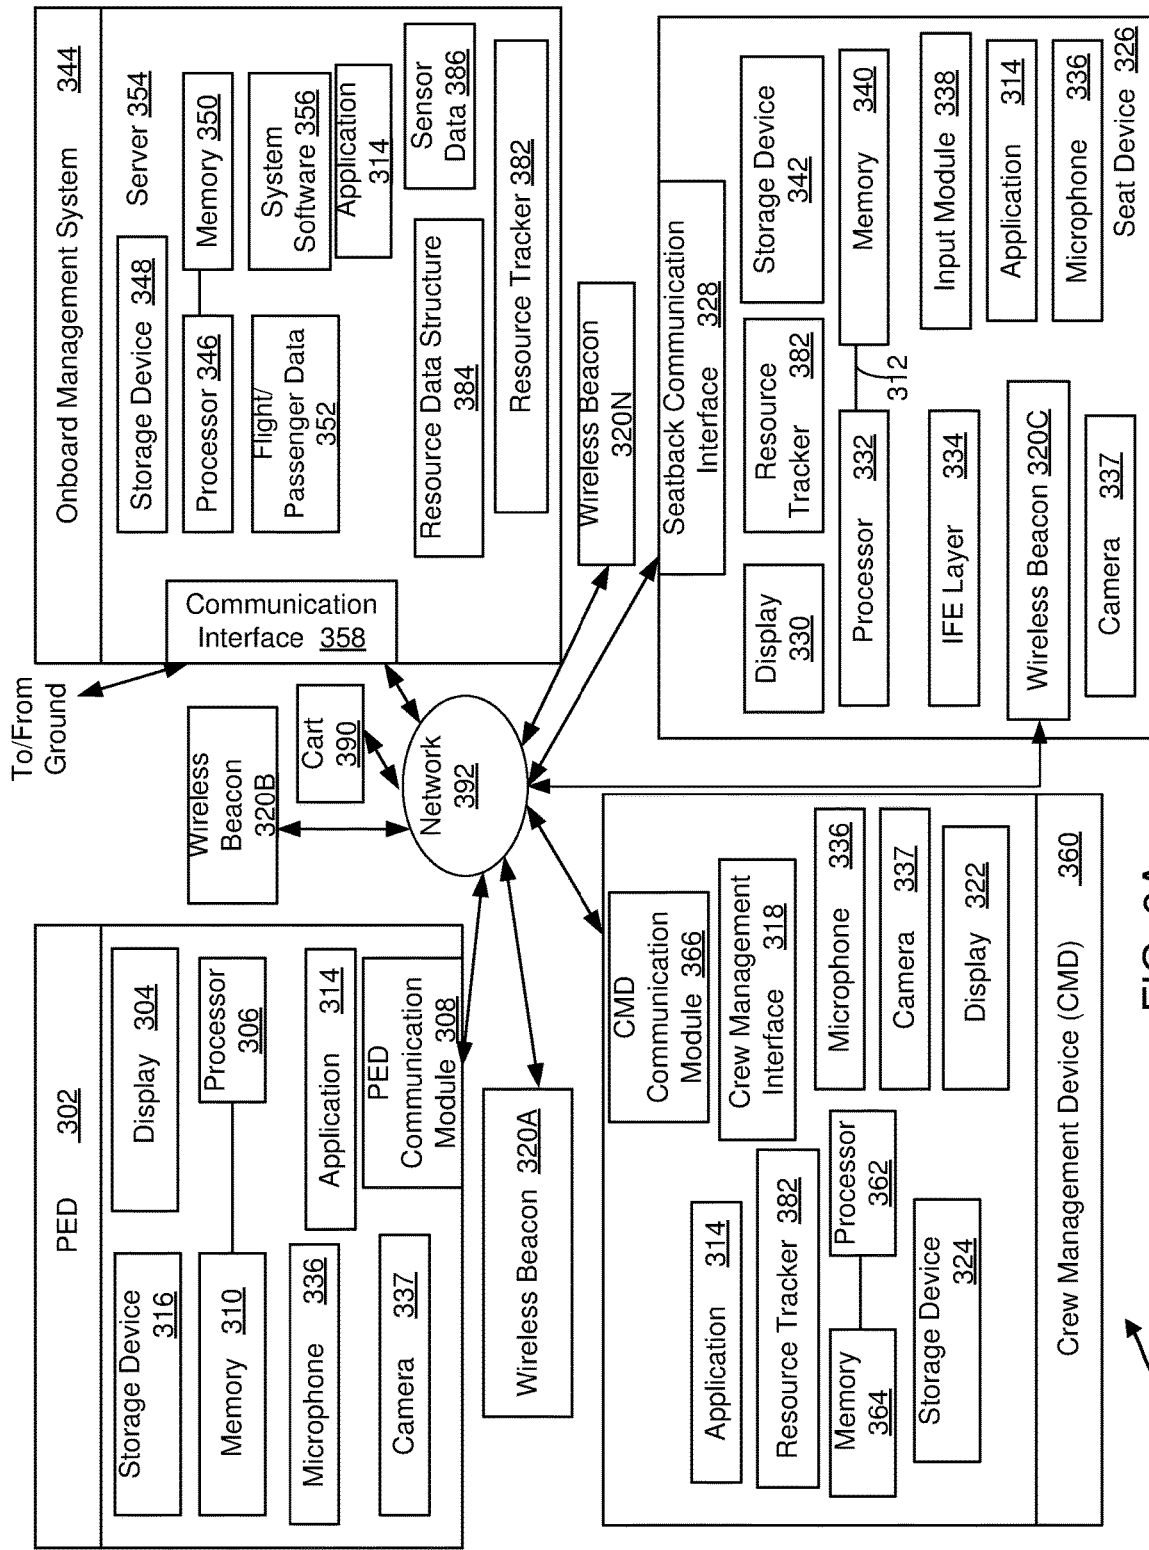 PED 302
Storage Device
316
Display 304
Memory 310
Processor
306
Microphone 336
Application 314
Camera 337
PED
Communication
Module 308
Wireless Beacon 320A
Wireless
Beacon
320B
To/From
Ground
Cart
390
Network
392
Onboard Management System 344
Communication
Interface 358
Storage Device 348
Server 354
Processor 346
Memory 350
Flight/
Passenger Data
352
System
Software 356
Application
314
Resource Data Structure
384
Sensor
Data 386
Resource Tracker 382
Wireless Beacon
320N
CMD
Communication
Module 366
Crew Management
Interface 318
Application 314
Resource Tracker 382
Microphone 336
Memory
364
Processor
362
Camera 337
Storage Device
324
Display 322
Crew Management Device (CMD) 360
Seatback Communication
Interface 328
Display
330
Resource
Tracker 382
Storage Device
342
Processor 332
312
Memory 340
IFE Layer 334
Input Module 338
Wireless Beacon 320C
Application 314
Camera 337
Microphone 336
Seat Device 326